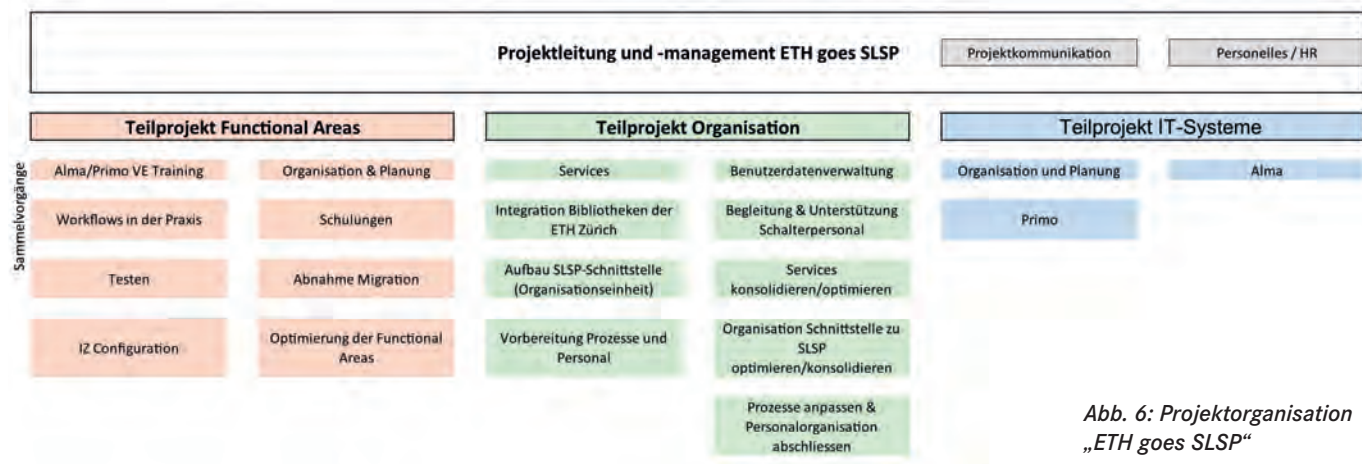 Projektleitung und -management ETH goes SLSP
Projektkommunikation
Personelles / HR
Sammelvorgänge
Teilprojekt Functional Areas
Alma/Primo VE Training
Organisation & Planung
Workflows in der Praxis
Schulungen
Testen
Abnahme Migration
IZ Configuration
Optimierung der Functional
Areas
Teilprojekt Organisation
Services
Benutzerdatenverwaltung
Integration Bibliotheken der
ETH Zürich
Begleitung & Unterstützung
Schalterpersonal
Aufbau SLSP-Schnittstelle
(Organisationseinheit)
Services
konsolidieren/optimieren
Vorbereitung Prozesse und
Personal
Organisation Schnittstelle zu
SLSP
optimieren/konsolidieren
Prozesse anpassen &
Personalorganisation
abschliessen
Teilprojekt IT-Systeme
Organisation und Planung
Alma
Primo
Abb. 6: Projektorganisation
„ETH goes SLSP“